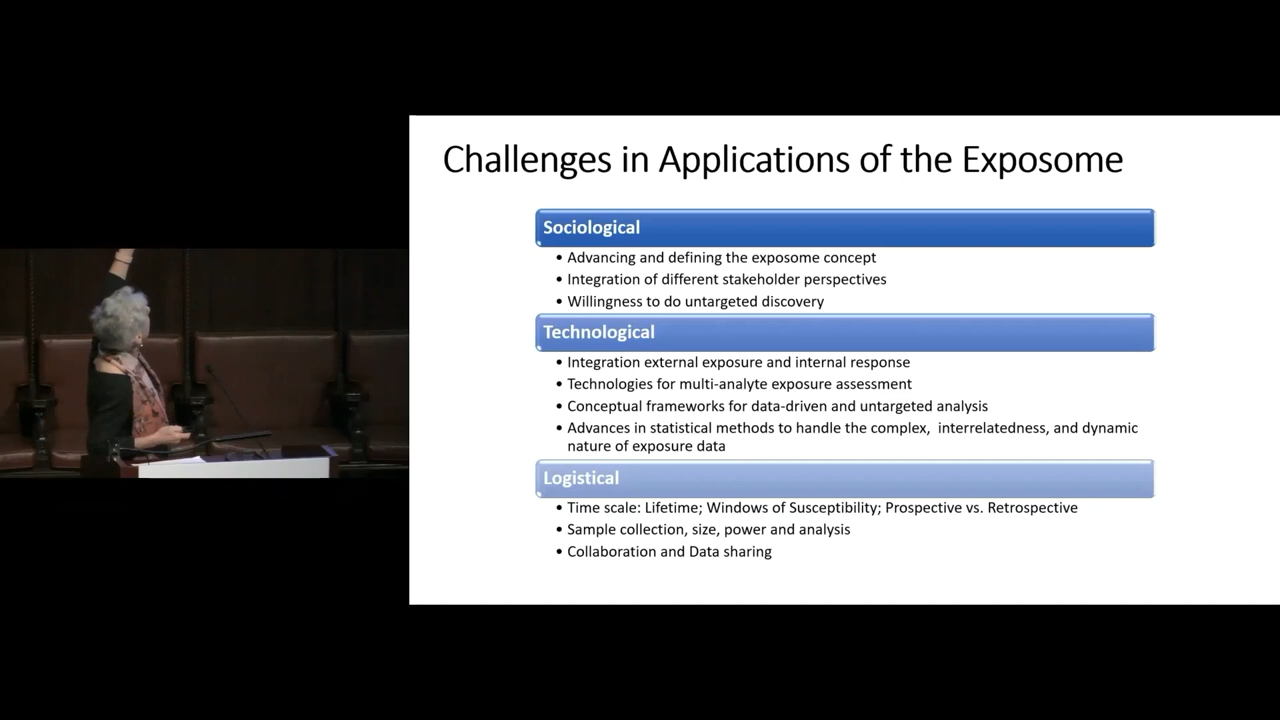 Challenges in Applications of the Exposome
Sociological
• Advancing and defining the exposome concept
• Integration of different stakeholder perspectives
• Willingness to do untargeted discovery
Technological
• Integration external exposure and internal response
• Technologies for multi-analyte exposure assessment
• Conceptual frameworks for data-driven and untargeted analysis
• Advances in statistical methods to handle the complex,  interrelatedness, and dynamic
nature of exposure data
Logistical
• Time scale: Lifetime; Windows of Susceptibility; Prospective vs. Retrospective
• Sample collection, size, power and analysis
• Collaboration and Data sharing